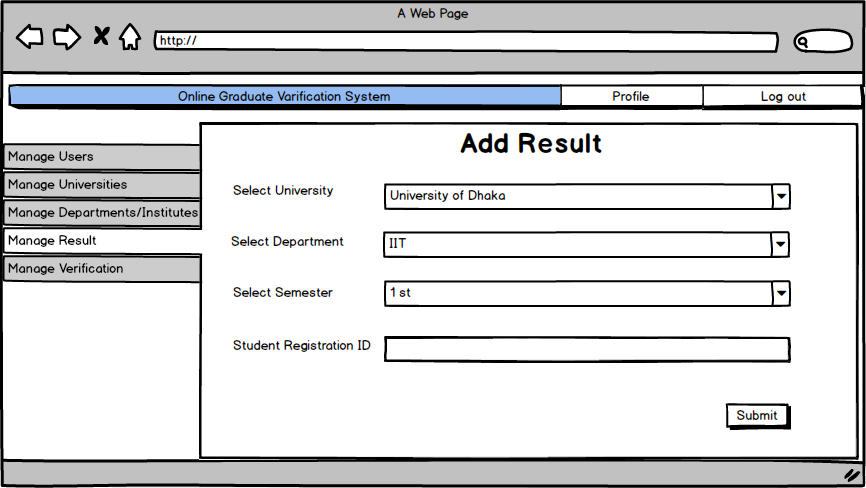 A Web Page
http://
Online Graduate Varification System
Profile
Log out
Manage Users
Manage Universities
Manage Departments/Institutes
Manage Result
Manage Verification
Add Result
Select University
University of Dhaka
Select Department
IIT
Select Semester
1 st
Student Registration ID
Submit